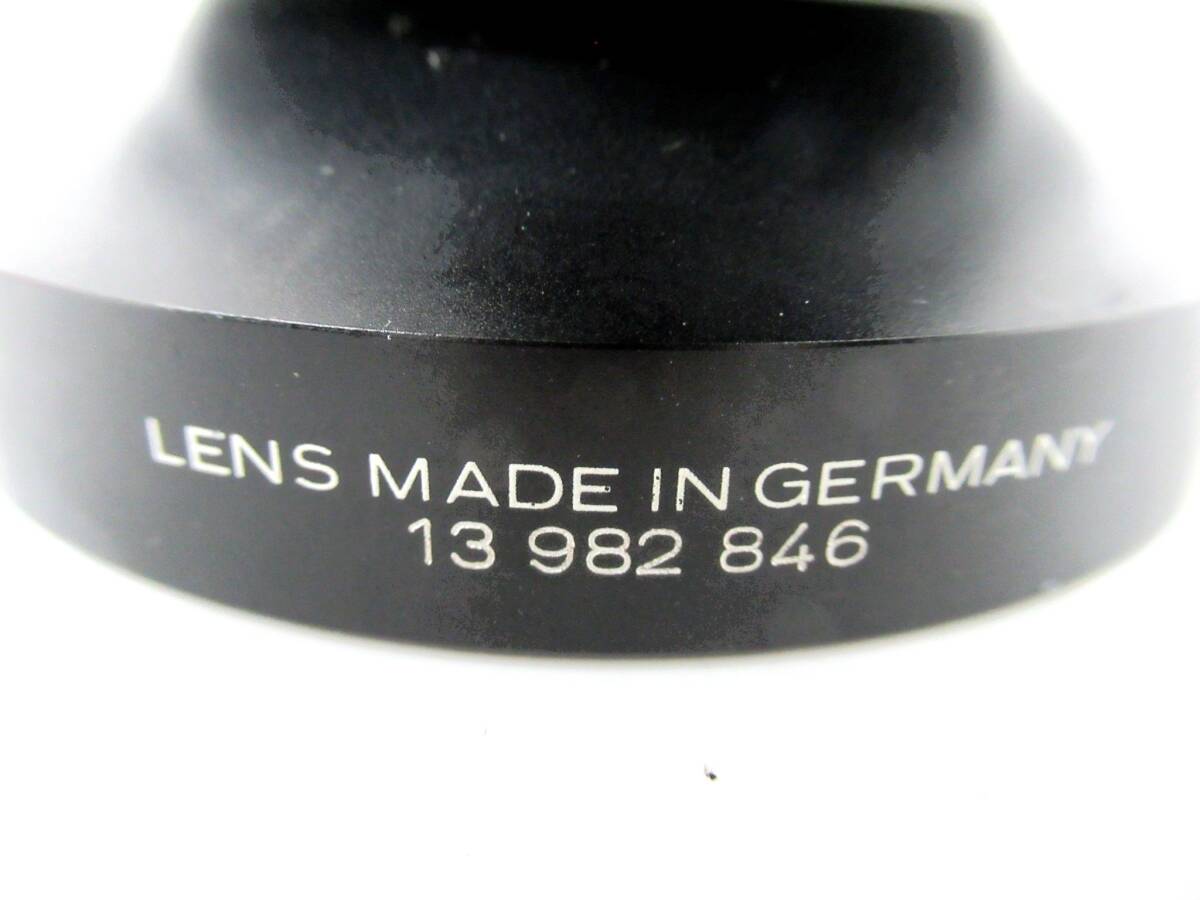 LENS MADE IN GERMANY
13 982 846